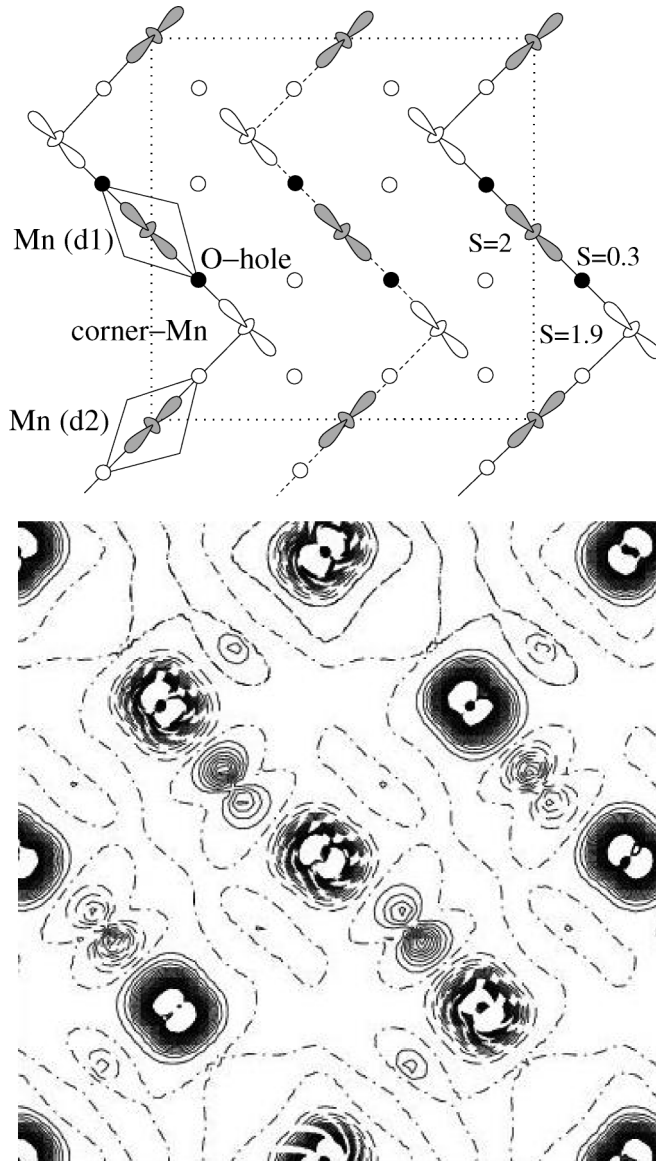 Mn (d1)
S=2
O−hole
S=0.3
corner−Mn
S=1.9
Mn (d2)